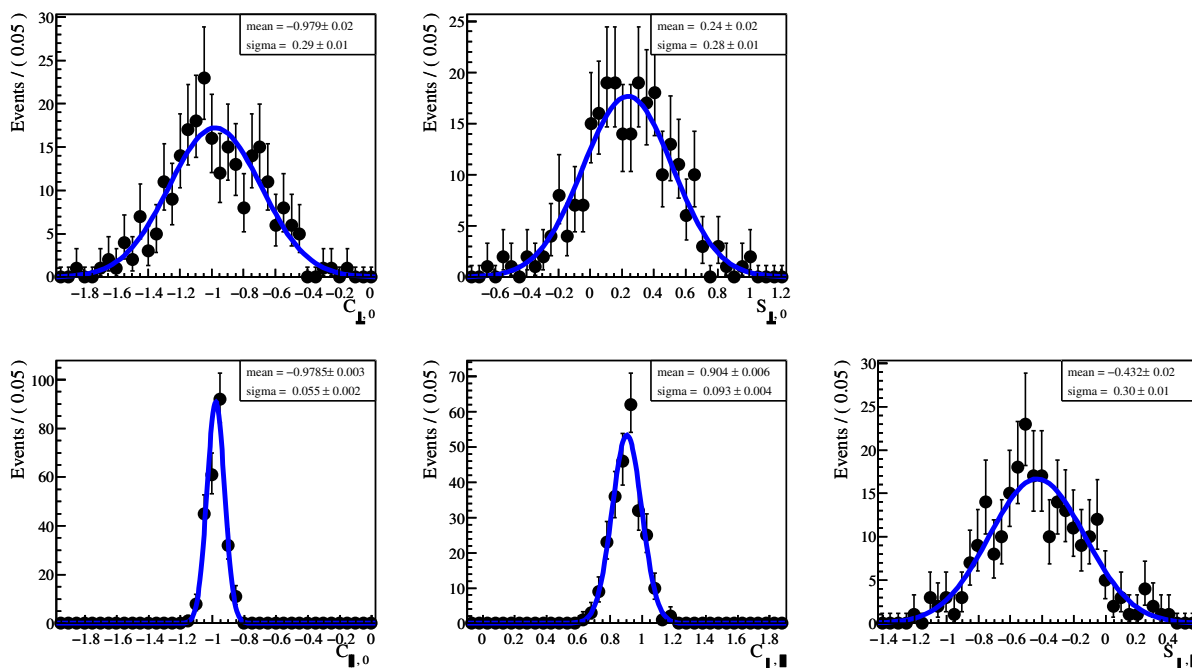 mean = −0.979± 0.02
sigma = 0.29± 0.01
Events / ( 0.05 )
30
25
20
15
10
5
0
−1.8 −1.6 −1.4 −1.2 −1 −0.8 −0.6 −0.4 −0.2 0
C⊥, 0
mean = 0.24± 0.02
sigma = 0.28± 0.01
Events / ( 0.05 )
25
20
15
10
5
0
−0.6 −0.4 −0.2 0 0.2 0.4 0.6 0.8 1 1.2
S⊥, 0
mean = −0.9785± 0.003
sigma = 0.055± 0.002
Events / ( 0.05 )
100
80
60
40
20
0
−1.8 −1.6 −1.4 −1.2 −1 −0.8 −0.6 −0.4 −0.2 0
C
, 0
mean = 0.904± 0.006
sigma = 0.093± 0.004
Events / ( 0.05 )
70
60
50
40
30
20
10
0
0 0.2 0.4 0.6 0.8 1 1.2 1.4 1.6 1.8
C⊥,
mean = −0.432± 0.02
sigma = 0.30± 0.01
Events / ( 0.05 )
30
25
20
15
10
5
0
−1.4 −1.2 −1 −0.8 −0.6 −0.4 −0.2 0 0.2 0.4
S⊥,